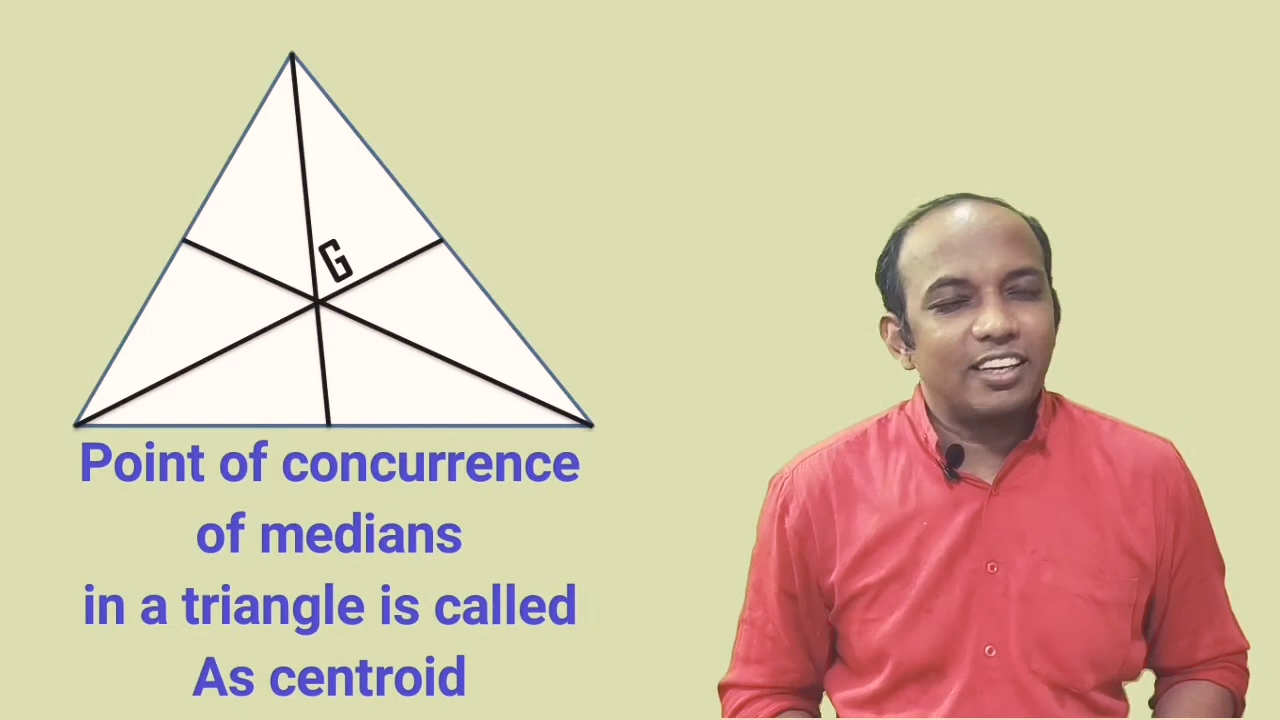 G
Point of concurrence
of medians
in a triangle is called
As centroid